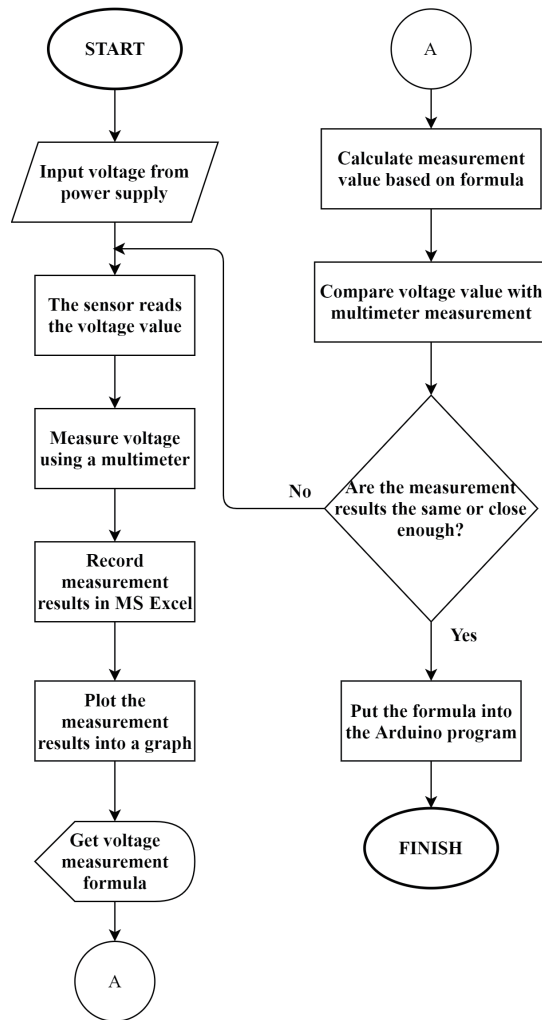 START
Input voltage from
power supply
The sensor reads
the voltage value
Measure voltage
using a multimeter
Record
measurement
results in MS Excel
Plot the
measurement
results into a graph
Get voltage
measurement
formula
A
A
Calculate measurement
value based on formula
Compare voltage value with
multimeter measurement
Are the measurement
results the same or close
enough?
No
Yes
Put the formula into
the Arduino program
FINISH